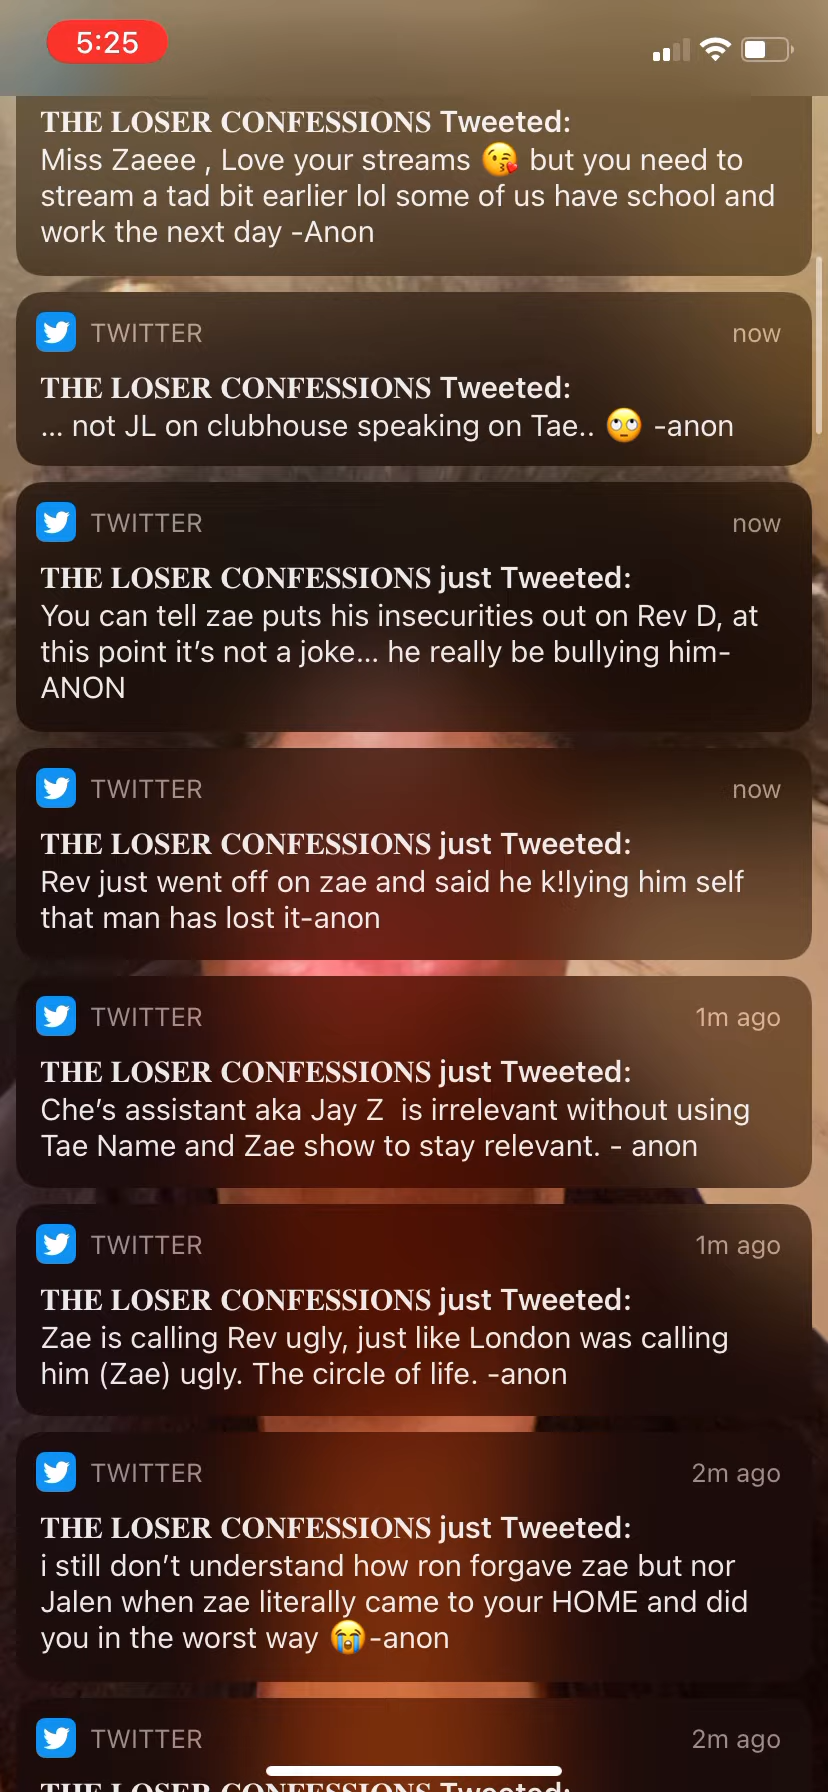 5:25
THE LOSER CONFESSIONS Tweeted:
Miss Zaeee , Love your streams 😘 but you need to
stream a tad bit earlier lol some of us have school and
work the next day -Anon
TWITTER now
THE LOSER CONFESSIONS Tweeted:
... not JL on clubhouse speaking on Tae.. 🙄 -anon
TWITTER now
THE LOSER CONFESSIONS just Tweeted:
You can tell zae puts his insecurities out on Rev D, at
this point it’s not a joke... he really be bullying him-
ANON
TWITTER now
THE LOSER CONFESSIONS just Tweeted:
Rev just went off on zae and said he k!lying him self
that man has lost it-anon
TWITTER 1m ago
THE LOSER CONFESSIONS just Tweeted:
Che’s assistant aka Jay Z  is irrelevant without using
Tae Name and Zae show to stay relevant. - anon
TWITTER 1m ago
THE LOSER CONFESSIONS just Tweeted:
Zae is calling Rev ugly, just like London was calling
him (Zae) ugly. The circle of life. -anon
TWITTER 2m ago
THE LOSER CONFESSIONS just Tweeted:
i still don’t understand how ron forgave zae but nor
Jalen when zae literally came to your HOME and did
you in the worst way 😭-anon
TWITTER 2m ago
THE LOSER CONFESSIONS Tweeted: